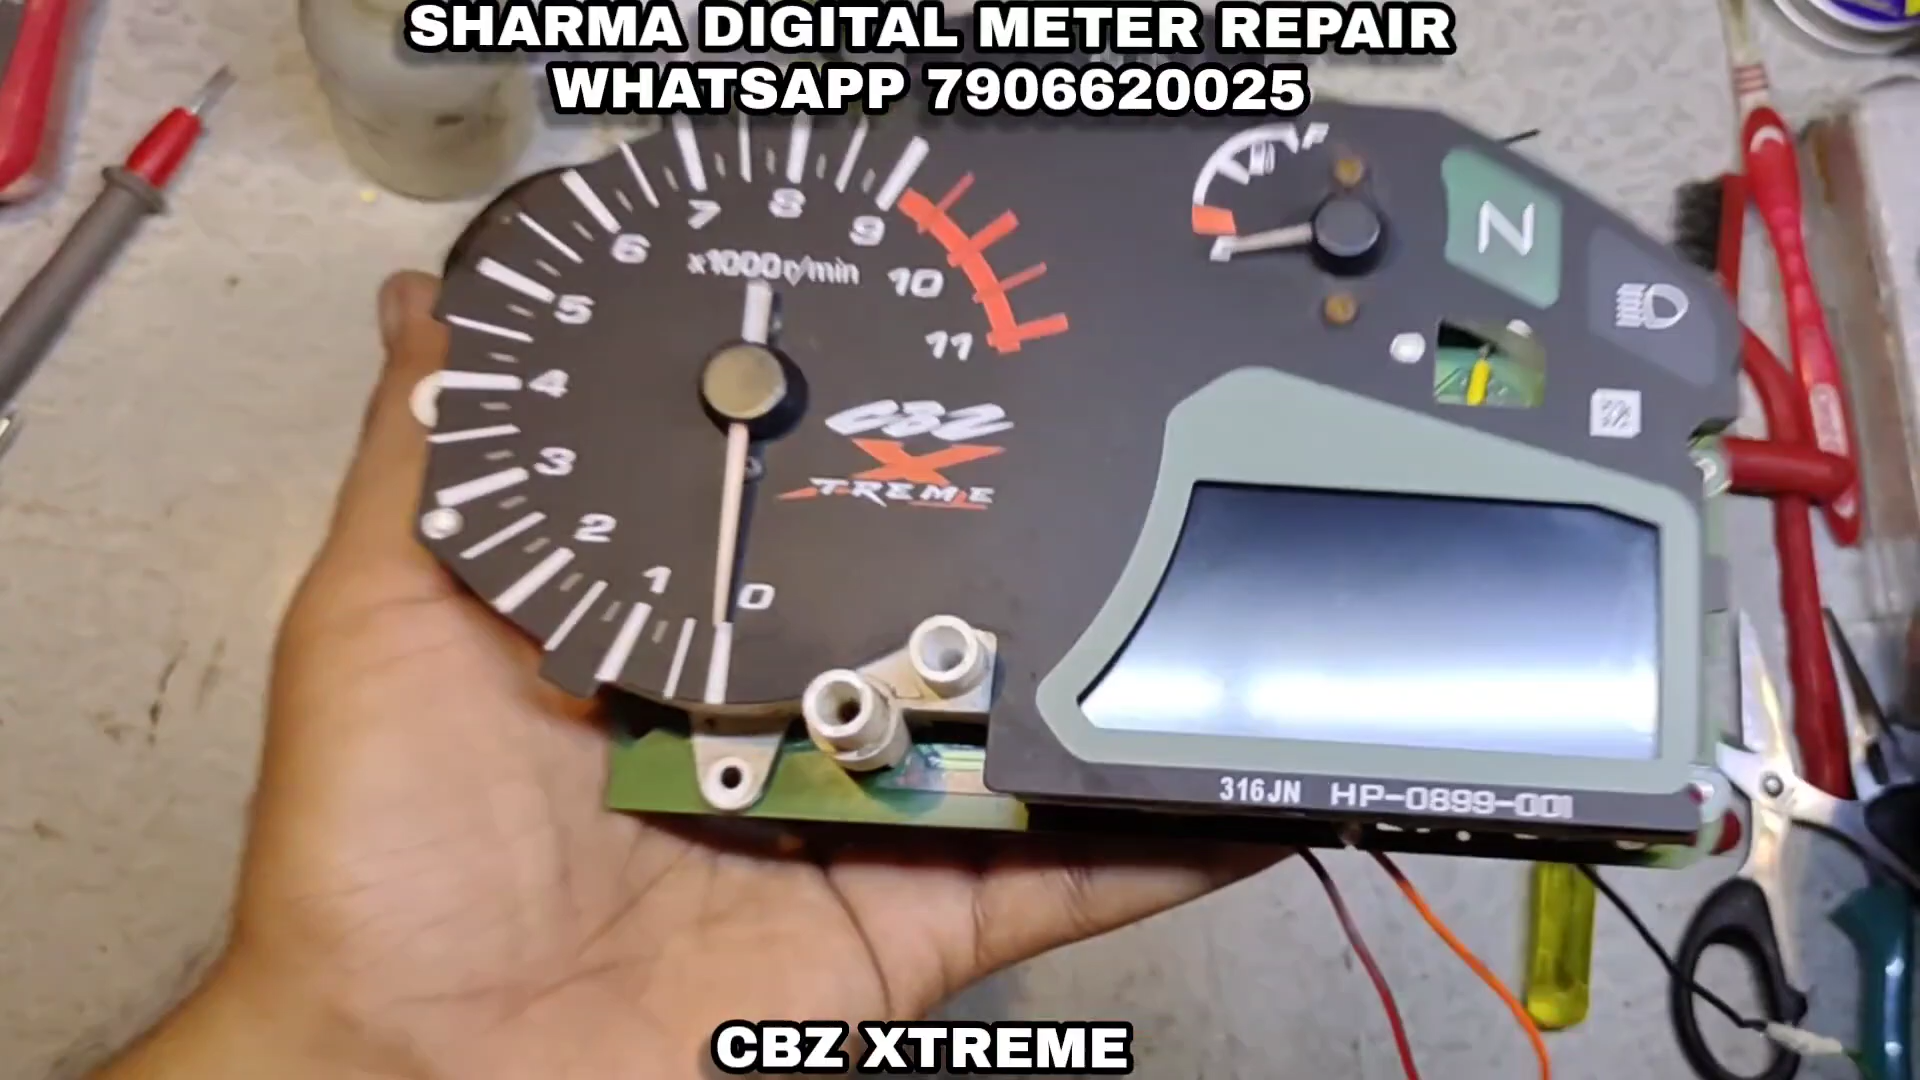 SHARMA DIGITAL METER REPAIR
WHATSAPP 7906620025
7 8 9
6
x1000r/min
10
5
11
4
3
2
1
0
F
E
N
CBZ
X
TREME
316JN HP-0899-001
CBZ XTREME